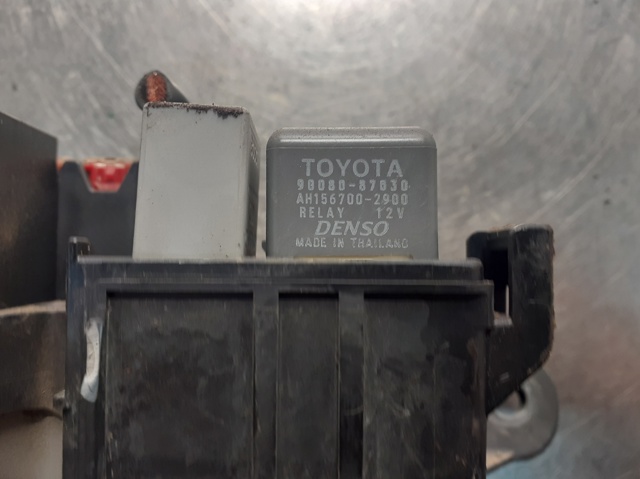 TOYOTA
90080-87030
AH156700-2900
RELAY 12V
DENSO
MADE IN THAILAND